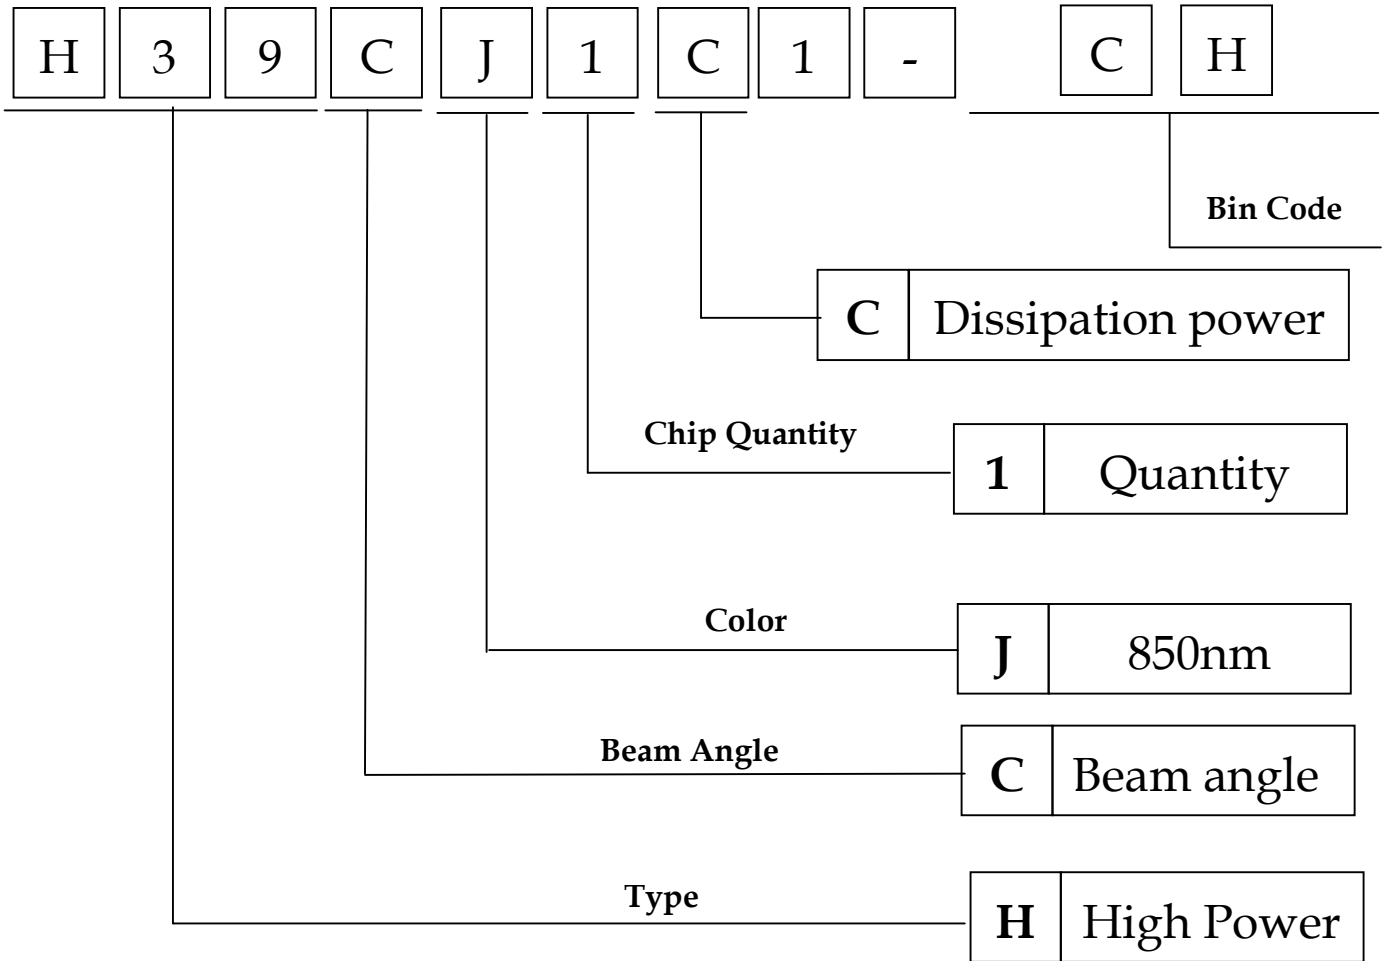 H 3 9 C J 1 C 1 - C H
Bin Code
C Dissipation power
Chip Quantity
1 Quantity
Color
J 850nm
Beam Angle
C Beam angle
Type
H High Power